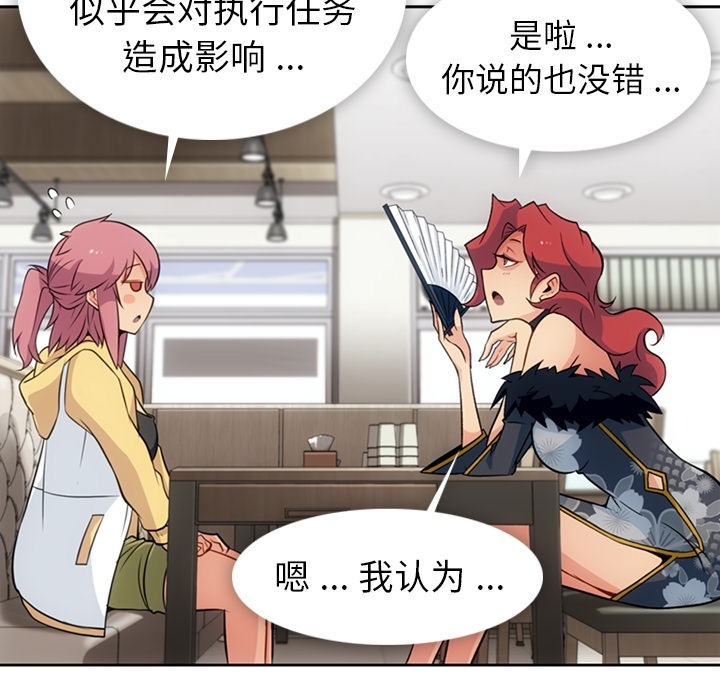 似乎会对执行任务
造成影响 ...
是啦 ...
你说的也没错 ...
嗯 ... 我认为 ...